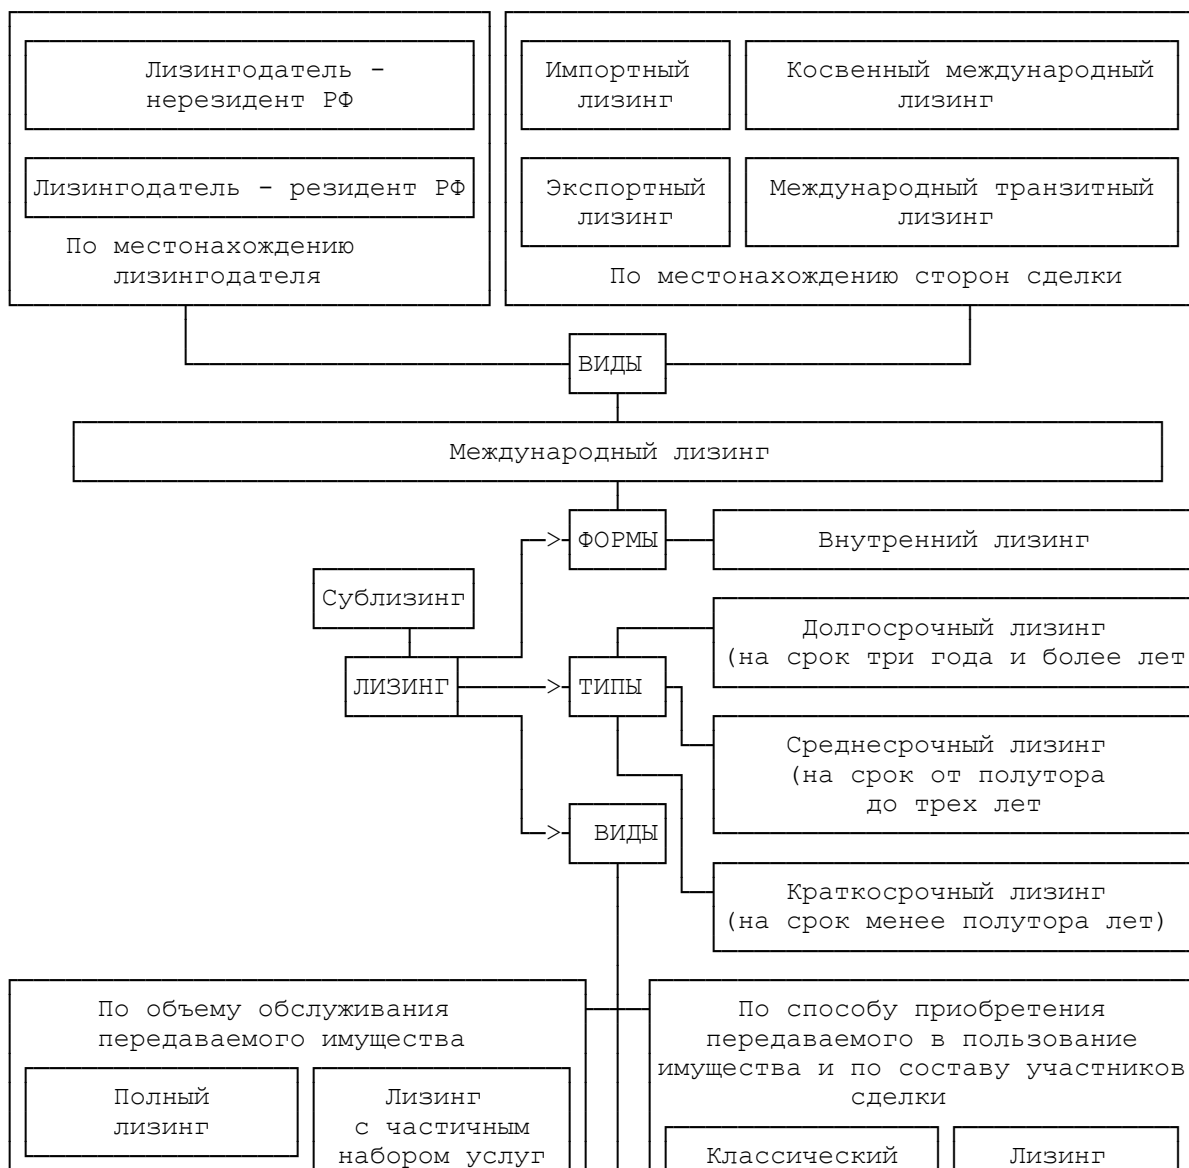 Лизингодатель -
нерезидент РФ
Лизингодатель - резидент РФ
По местонахождению
лизингодателя
Импортный
лизинг
Косвенный международный
лизинг
Экспортный
лизинг
Международный транзитный
лизинг
По местонахождению сторон сделки
ВИДЫ
Международный лизинг
>
ФОРМЫ
Внутренний лизинг
Сублизинг
ЛИЗИНГ
>
ТИПЫ
Долгосрочный лизинг
(на срок три года и более лет
Среднесрочный лизинг
(на срок от полутора
до трех лет
>
ВИДЫ
Краткосрочный лизинг
(на срок менее полутора лет)
По объему обслуживания
передаваемого имущества
Полный
лизинг
Лизинг
с частичным
набором услуг
По способу приобретения
передаваемого в пользование
имущества и по составу участников
сделки
Классический
Лизинг